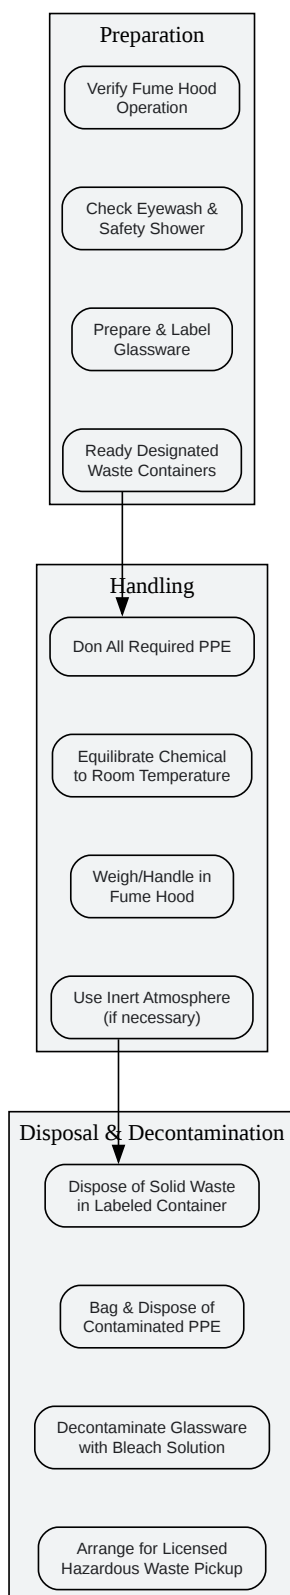 Preparation
Verify Fume Hood
Operation
Check Eyewash &
Safety Shower
Prepare & Label
Glassware
Ready Designated
Waste Containers
Handling
Don All Required PPE
Equilibrate Chemical
to Room Temperature
Weigh/Handle in
Fume Hood
Use Inert Atmosphere
(if necessary)
Disposal & Decontamination
Dispose of Solid Waste
in Labeled Container
Bag & Dispose of
Contaminated PPE
Decontaminate Glassware
with Bleach Solution
Arrange for Licensed
Hazardous Waste Pickup